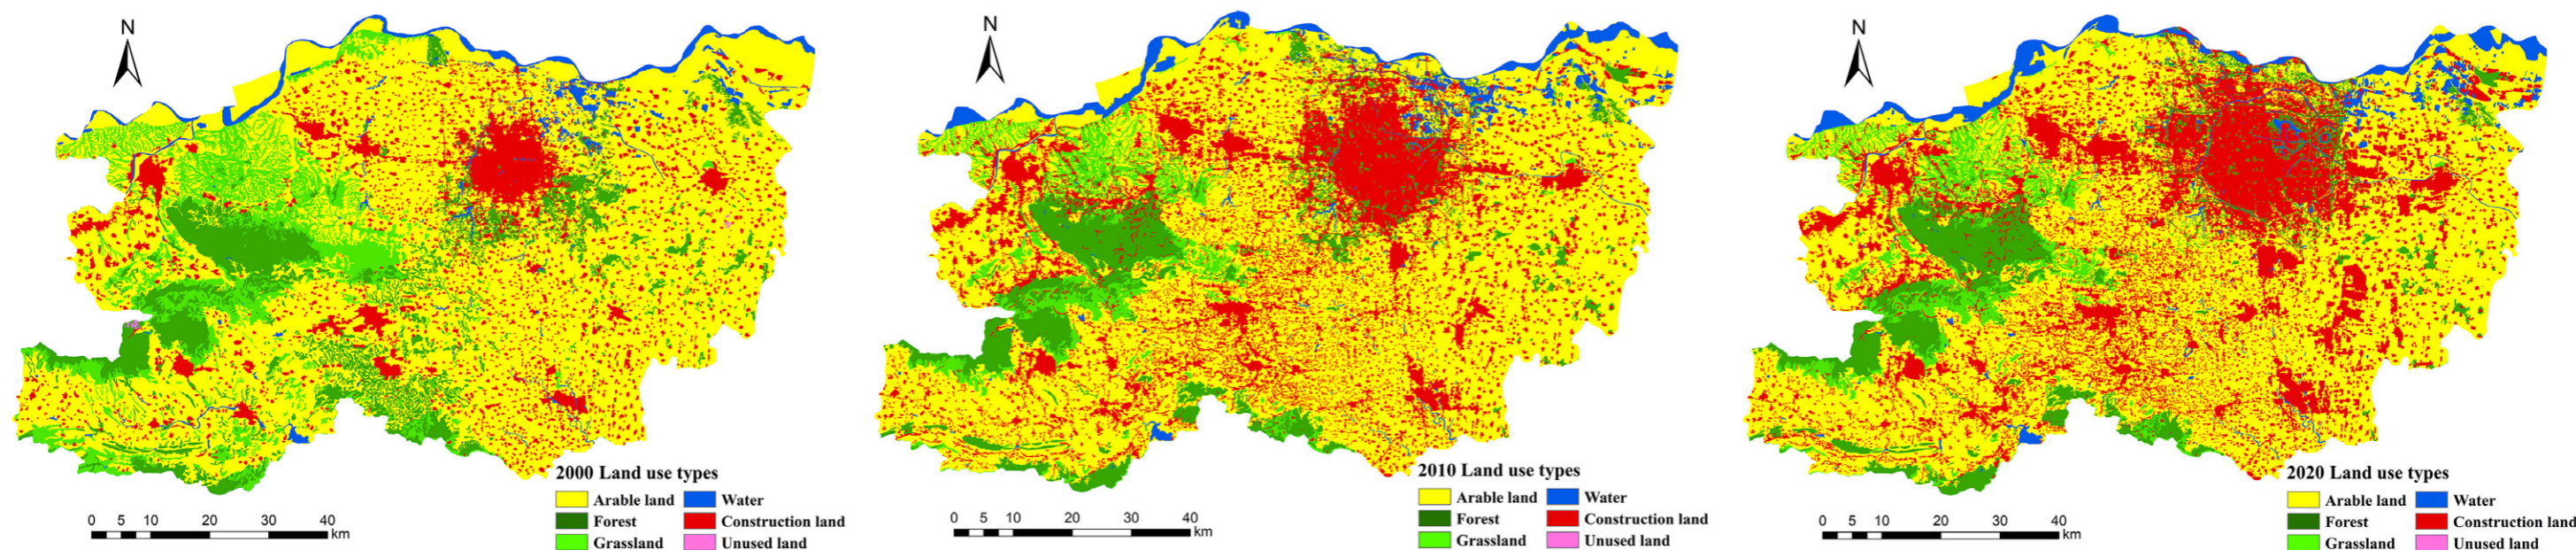 N
2000 Land use types
Arable land
Water
Forest
Construction land
Grassland
Unused land
0 5 10 20 30 40
km
N
2010 Land use types
Arable land
Water
Forest
Construction land
Grassland
Unused land
0 5 10 20 30 40
km
N
2020 Land use types
Arable land
Water
Forest
Construction land
Grassland
Unused land
0 5 10 20 30 40
km